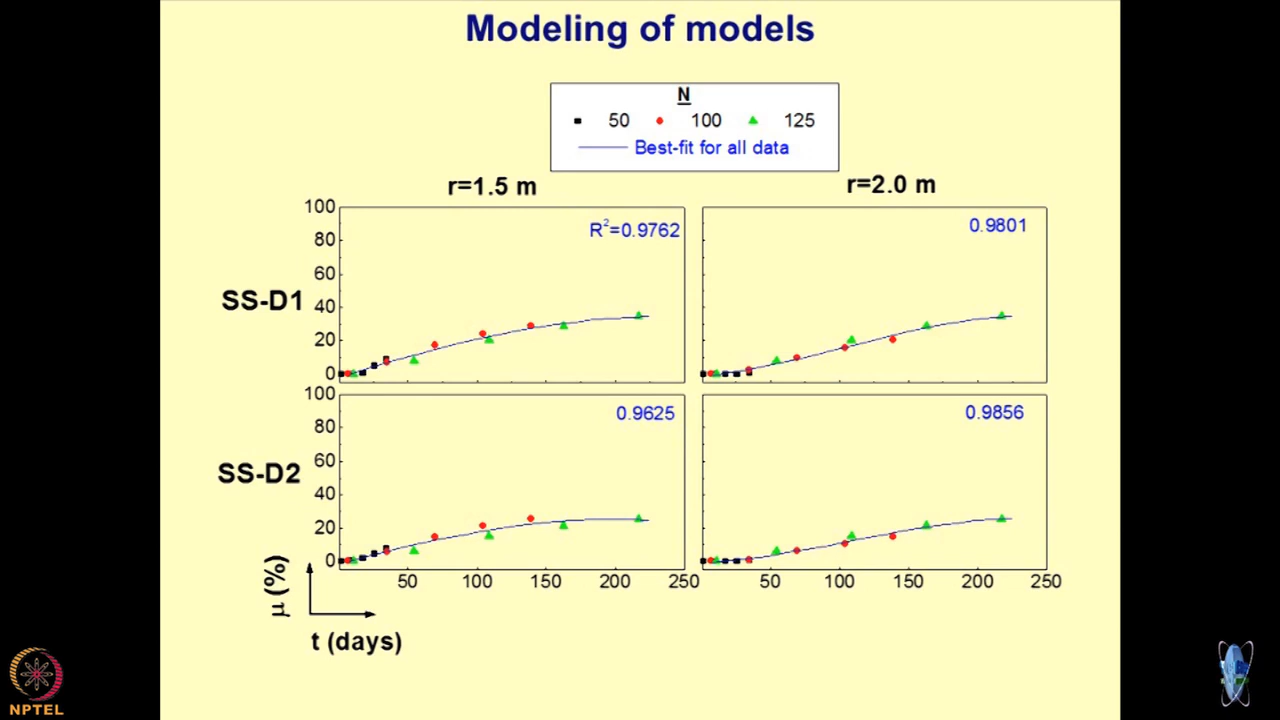 Modeling of models
N
50 100 125
Best-fit for all data
r=1.5 m r=2.0 m
100
80
60
40
20
0
R²=0.9762
0.9801
SS-D1
100
80
60
40
20
0
0.9625
0.9856
SS-D2
50 100 150 200 250 50 100 150 200 250
μ (%)
t (days)
NPTEL